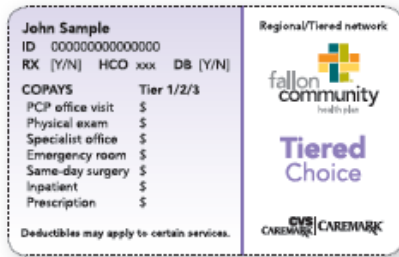 John Sample
ID 000000000000000
RX [Y/N] HCO xxx DB [Y/N]
COPAYS Tier 1/2/3
PCP office visit $
Physical exam $
Specialist office $
Emergency room $
Same-day surgery $
Inpatient $
Prescription $
Deductibles may apply to certain services.
Regional/Tiered network
fallon
community
health plan
Tiered
Choice
CVS
CAREMARK
CAREMARK